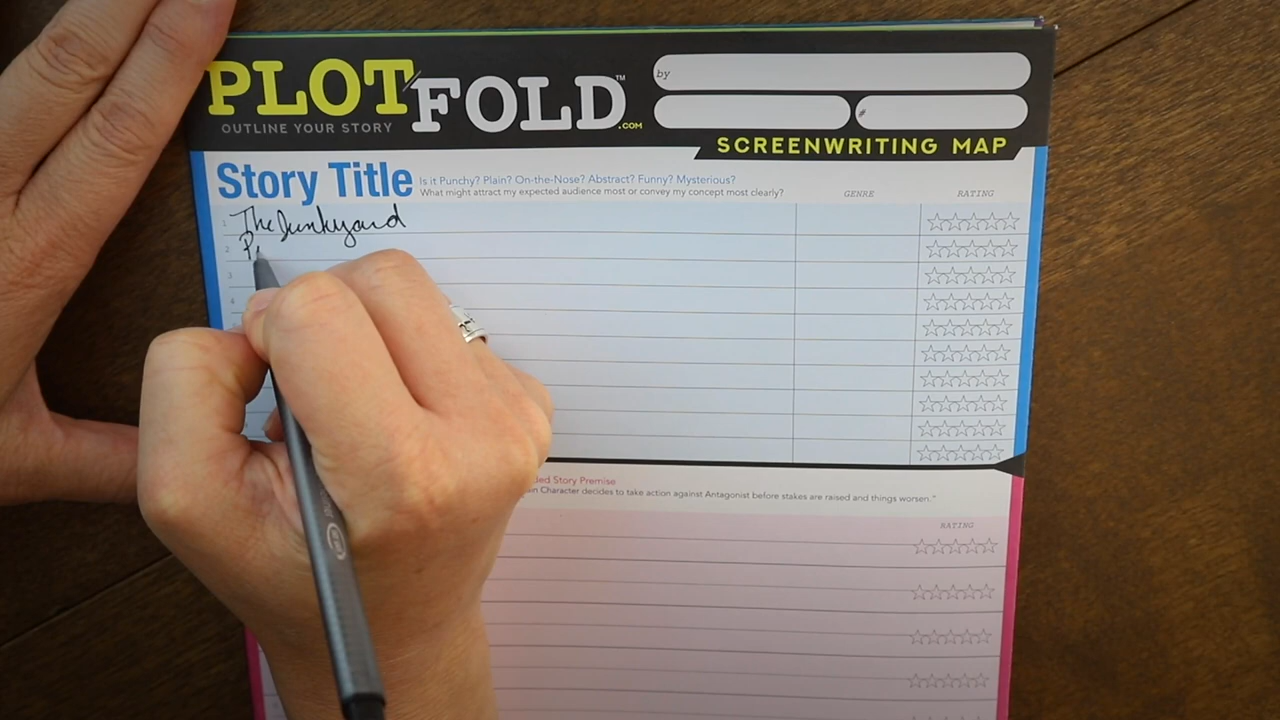 PLOT/FOLD™
.COM
OUTLINE YOUR STORY
by
#
SCREENWRITING MAP
Story Title
Is it Punchy? Plain? On-the-Nose? Abstract? Funny? Mysterious?
What might attract my expected audience most or convey my concept most clearly?
GENRE
RATING
1 The Junkyard
2
3
4
ded Story Premise
ain Character decides to take action against Antagonist before stakes are raised and things worsen."
RATING